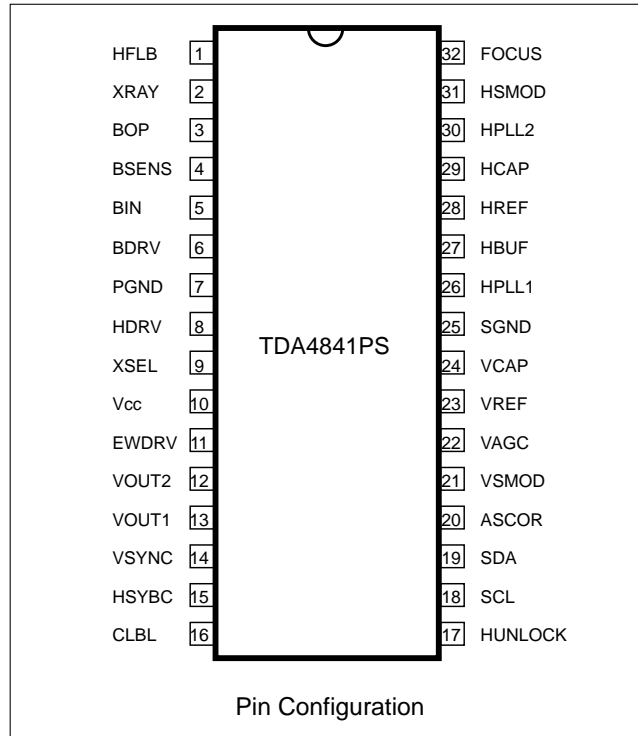 HFLB 1 32 FOCUS
XRAY 2 31 HSMOD
BOP 3 30 HPLL2
BSENS 4 29 HCAP
BIN 5 28 HREF
BDRV 6 27 HBUF
PGND 7 26 HPLL1
HDRV 8 25 SGND
TDA4841PS
XSEL 9 24 VCAP
Vcc 10 23 VREF
EWDRV 11 22 VAGC
VOUT2 12 21 VSMOD
VOUT1 13 20 ASCOR
VSYNC 14 19 SDA
HSYBC 15 18 SCL
CLBL 16 17 HUNLOCK
Pin Configuration